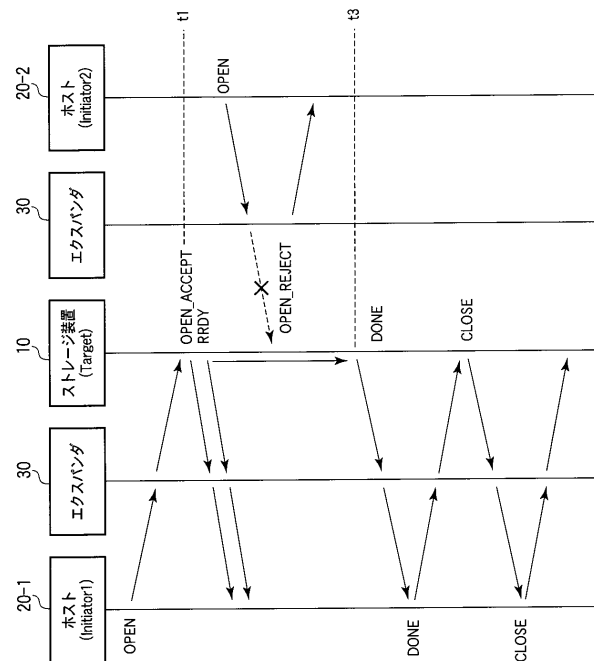 20-1
ホスト
(Initiator1)
30
エクスパンダ
10
ストレージ装置
(Target)
30
エクスパンダ
20-2
ホスト
(Initiator2)
OPEN
OPEN_ACCEPT
RRDY
t1
OPEN
OPEN_REJECT
t3
DONE
DONE
CLOSE
CLOSE